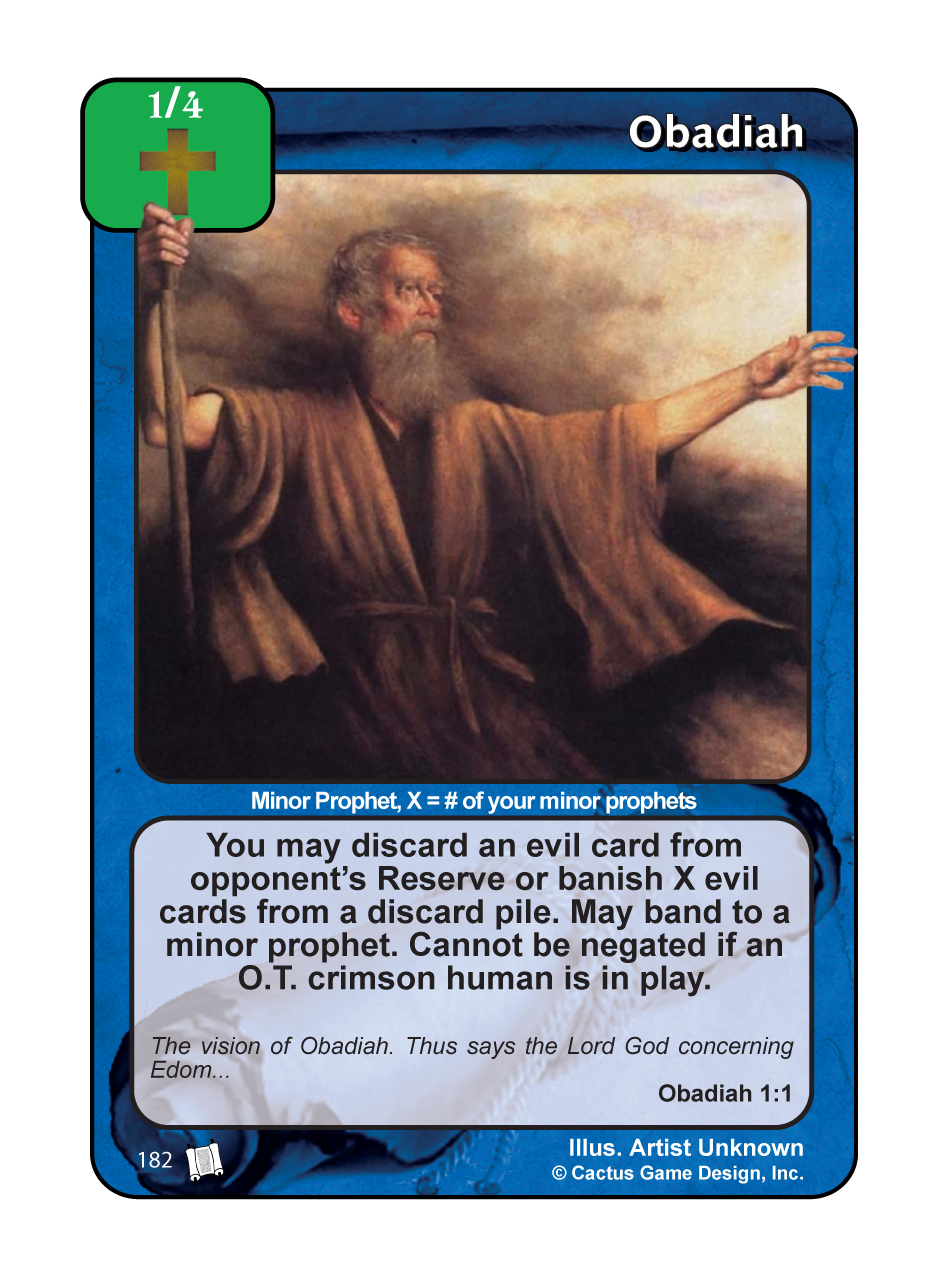 1/4
Obadiah
Minor Prophet, X = # of your minor prophets
You may discard an evil card from
opponent’s Reserve or banish X evil
cards from a discard pile. May band to a
minor prophet. Cannot be negated if an
O.T. crimson human is in play.
The vision of Obadiah. Thus says the Lord God concerning
Edom...
Obadiah 1:1
182
Illus. Artist Unknown
© Cactus Game Design, Inc.